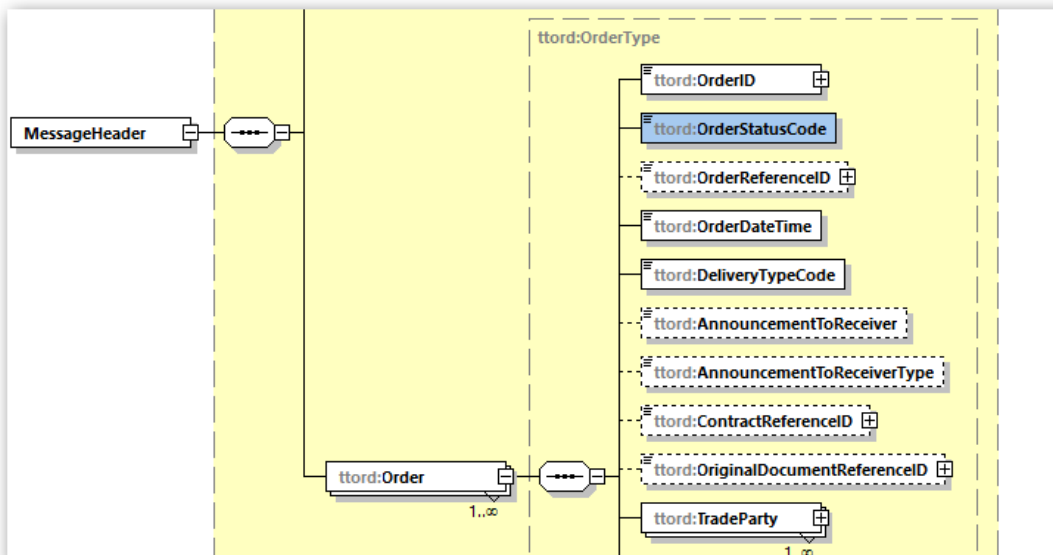 ttord:OrderType
ttord:OrderID
MessageHeader
ttord:OrderStatusCode
ttord:OrderReferenceID
ttord:OrderDateTime
ttord:DeliveryTypeCode
ttord:AnnouncementToReceiver
ttord:AnnouncementToReceiverType
ttord:ContractReferenceID
ttord:OriginalDocumentReferenceID
ttord:Order
1..∞
ttord:TradeParty
1..∞